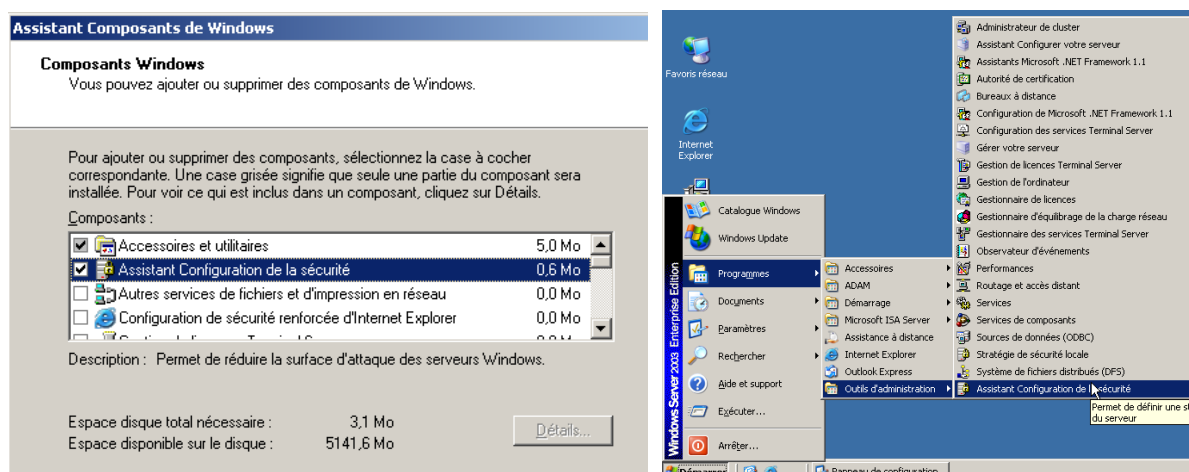 Assistant Composants de Windows
Composants Windows
Vous pouvez ajouter ou supprimer des composants de Windows.
Pour ajouter ou supprimer des composants, sélectionnez la case à cocher
correspondante. Une case grisée signifie que seule une partie du composant sera
installée. Pour voir ce qui est inclus dans un composant, cliquez sur Détails.
Composants :
Accessoires et utilitaires 5,0 Mo
Assistant Configuration de la sécurité 0,6 Mo
Autres services de fichiers et d'impression en réseau 0,0 Mo
Configuration de sécurité renforcée d'Internet Explorer 0,0 Mo
Description : Permet de réduire la surface d'attaque des serveurs Windows.
Espace disque total nécessaire : 3,1 Mo
Espace disponible sur le disque : 5141,6 Mo
Détails...
Favoris réseau
Internet
Explorer
Windows Server 2003 Enterprise Edition
Catalogue Windows
Windows Update
Programmes
Documents
Paramètres
Rechercher
Aide et support
Exécuter...
Arrêter...
Accessoires
ADAM
Démarrage
Microsoft ISA Server
Assistance à distance
Internet Explorer
Outlook Express
Outils d'administration
Administrateur de cluster
Assistant Configurer votre serveur
Assistants Microsoft .NET Framework 1.1
Autorité de certification
Bureaux à distance
Configuration de Microsoft .NET Framework 1.1
Configuration des services Terminal Server
Gérer votre serveur
Gestion de licences Terminal Server
Gestion de l'ordinateur
Gestionnaire de licences
Gestionnaire d'équilibrage de la charge réseau
Gestionnaire des services Terminal Server
Observateur d'événements
Performances
Routage et accès distant
Services
Services de composants
Sources de données (ODBC)
Stratégie de sécurité locale
Système de fichiers distribués (DFS)
Assistant Configuration de la sécurité
Permet de définir une
du serveur
Démarrer
Panneau de configuration